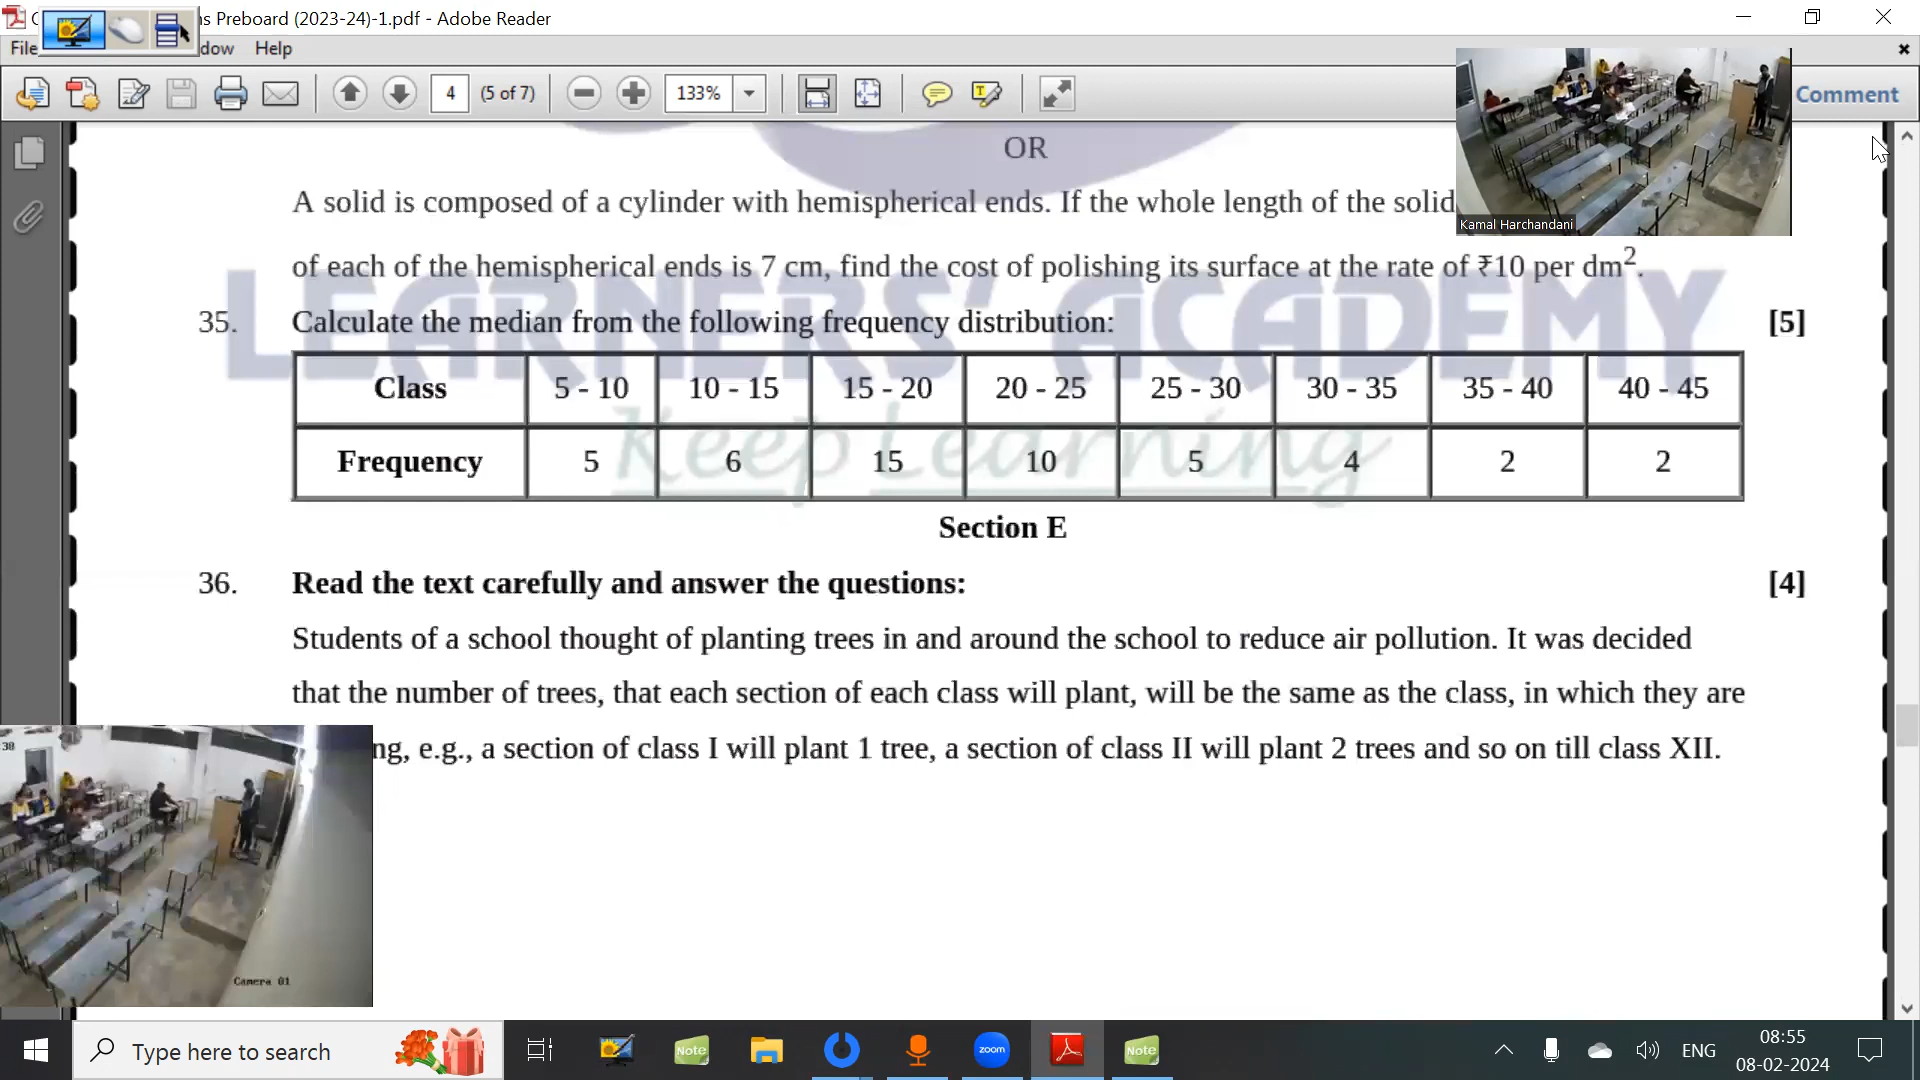 ns Preboard (2023-24)-1.pdf - Adobe Reader
File
dow Help
4 (5 of 7) 133% Comment
OR
A solid is composed of a cylinder with hemispherical ends. If the whole length of the solid
Kamal Harchandani
of each of the hemispherical ends is 7 cm, find the cost of polishing its surface at the rate of ₹10 per dm².
LEARNERS' ACADEMY
35. Calculate the median from the following frequency distribution: [5]
Class 5 - 10 10 - 15 15 - 20 20 - 25 25 - 30 30 - 35 35 - 40 40 - 45
Keep Learning
Frequency 5 6 15 10 5 4 2 2
Section E
36. Read the text carefully and answer the questions: [4]
Students of a school thought of planting trees in and around the school to reduce air pollution. It was decided
that the number of trees, that each section of each class will plant, will be the same as the class, in which they are
ng, e.g., a section of class I will plant 1 tree, a section of class II will plant 2 trees and so on till class XII.
:38
Camera 01
Type here to search
Note
zoom
Note
ENG
08:55
08-02-2024